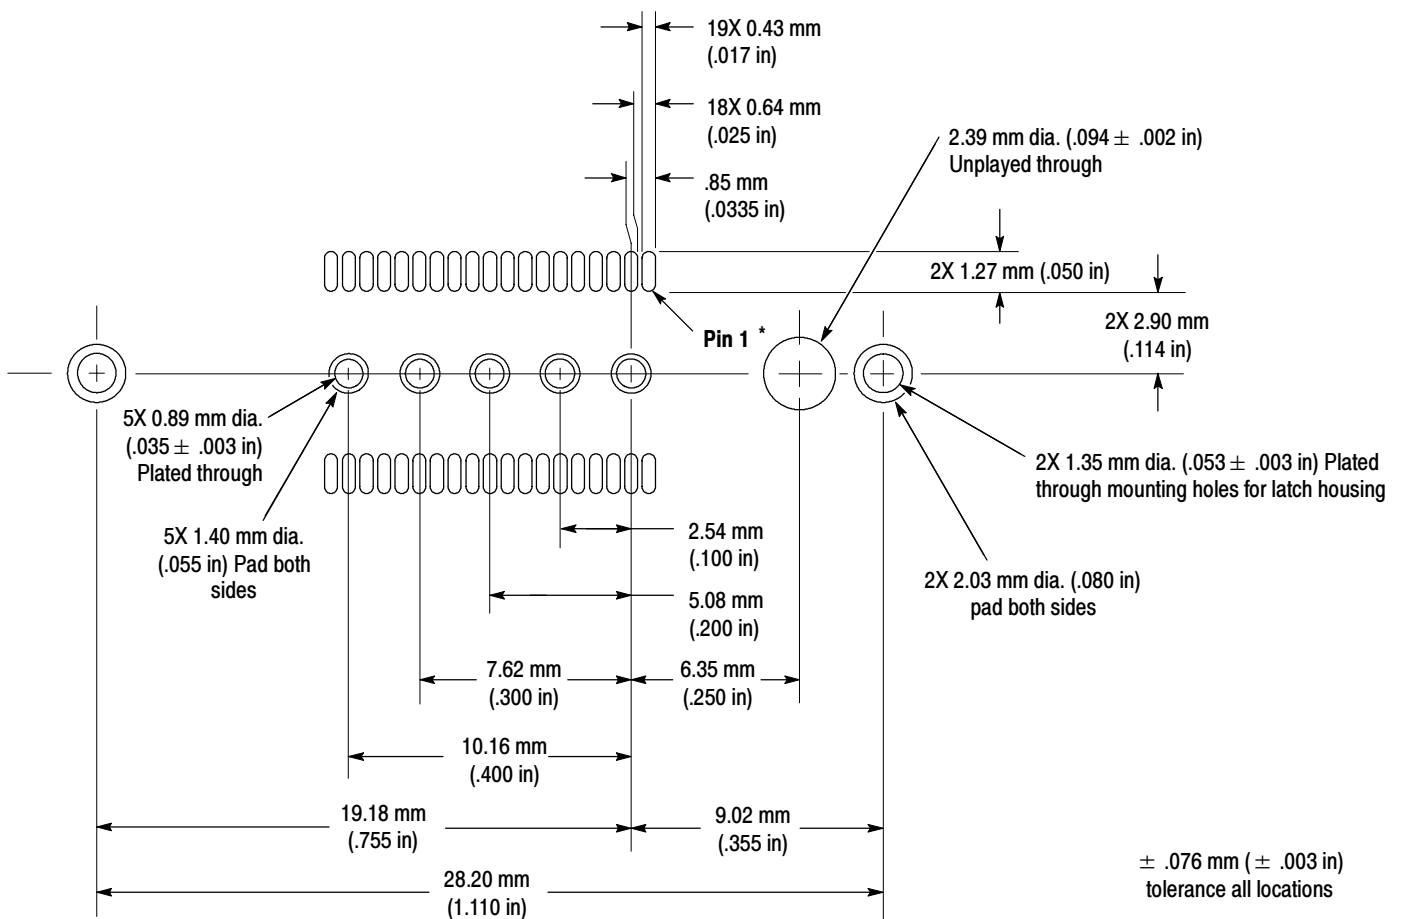 19X 0.43 mm
(.017 in)
18X 0.64 mm
(.025 in)
.85 mm
(.0335 in)
2.39 mm dia. (.094 ± .002 in)
Unplayed through
2X 1.27 mm (.050 in)
2X 2.90 mm
(.114 in)
Pin 1 *
5X 0.89 mm dia.
(.035 ± .003 in)
Plated through
5X 1.40 mm dia.
(.055 in) Pad both
sides
2X 1.35 mm dia. (.053 ± .003 in) Plated
through mounting holes for latch housing
2X 2.03 mm dia. (.080 in)
pad both sides
2.54 mm
(.100 in)
5.08 mm
(.200 in)
7.62 mm
(.300 in)
6.35 mm
(.250 in)
10.16 mm
(.400 in)
19.18 mm
(.755 in)
9.02 mm
(.355 in)
28.20 mm
(1.110 in)
± .076 mm (± .003 in)
tolerance all locations